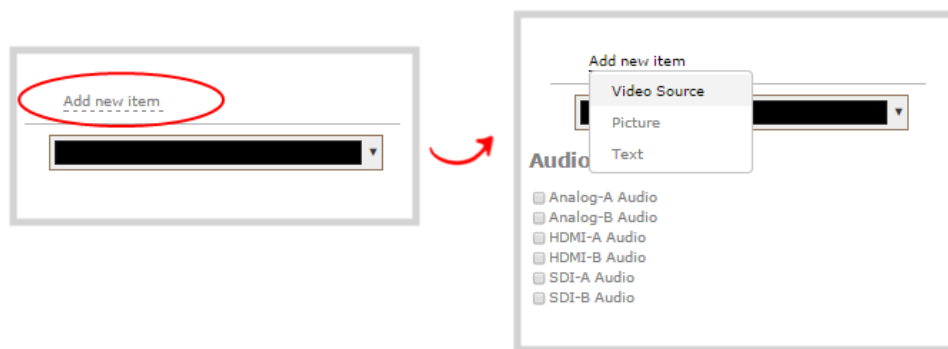 Add new item
Add new item
Video Source
Picture
Text
Audio
Analog-A Audio
Analog-B Audio
HDMI-A Audio
HDMI-B Audio
SDI-A Audio
SDI-B Audio